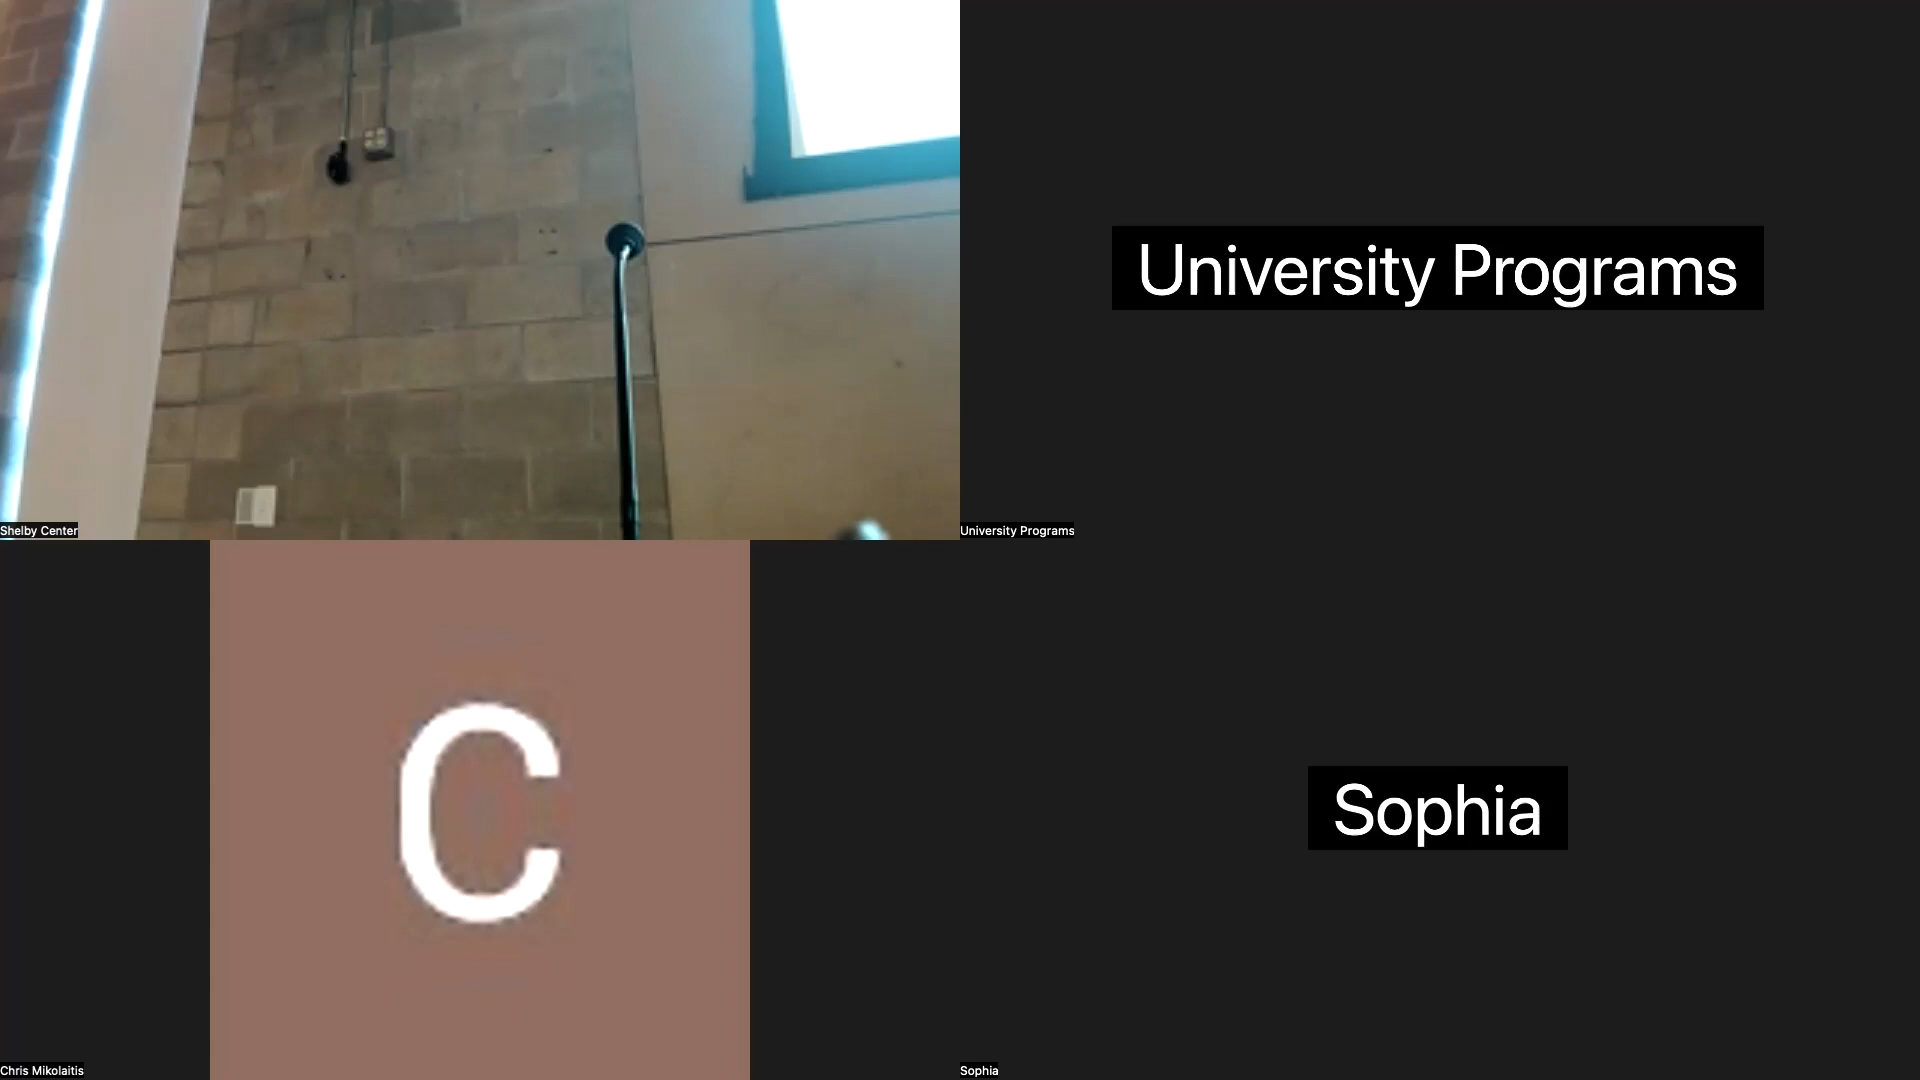 University Programs
Shelby Center
University Programs
C
Sophia
Chris Mikolaitis
Sophia